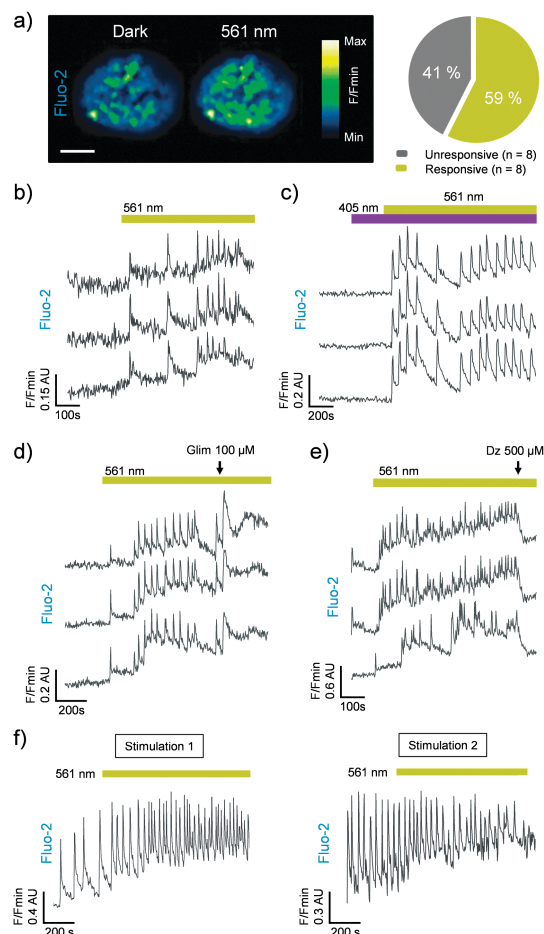 a)
Dark
561 nm
Fluo-2
Max
F/Fmin
Min
41 %
59 %
Unresponsive (n = 8)
Responsive (n = 8)
b)
561 nm
Fluo-2
F/Fmin
0.15 AU
100s
c)
561 nm
405 nm
Fluo-2
F/Fmin
0.2 AU
200s
d)
Glim 100 µM
561 nm
Fluo-2
F/Fmin
0.2 AU
200s
e)
Dz 500 µM
561 nm
Fluo-2
F/Fmin
0.6 AU
100s
f)
Stimulation 1
561 nm
Fluo-2
F/Fmin
0.4 AU
200 s
Stimulation 2
561 nm
Fluo-2
F/Fmin
0.3 AU
200 s